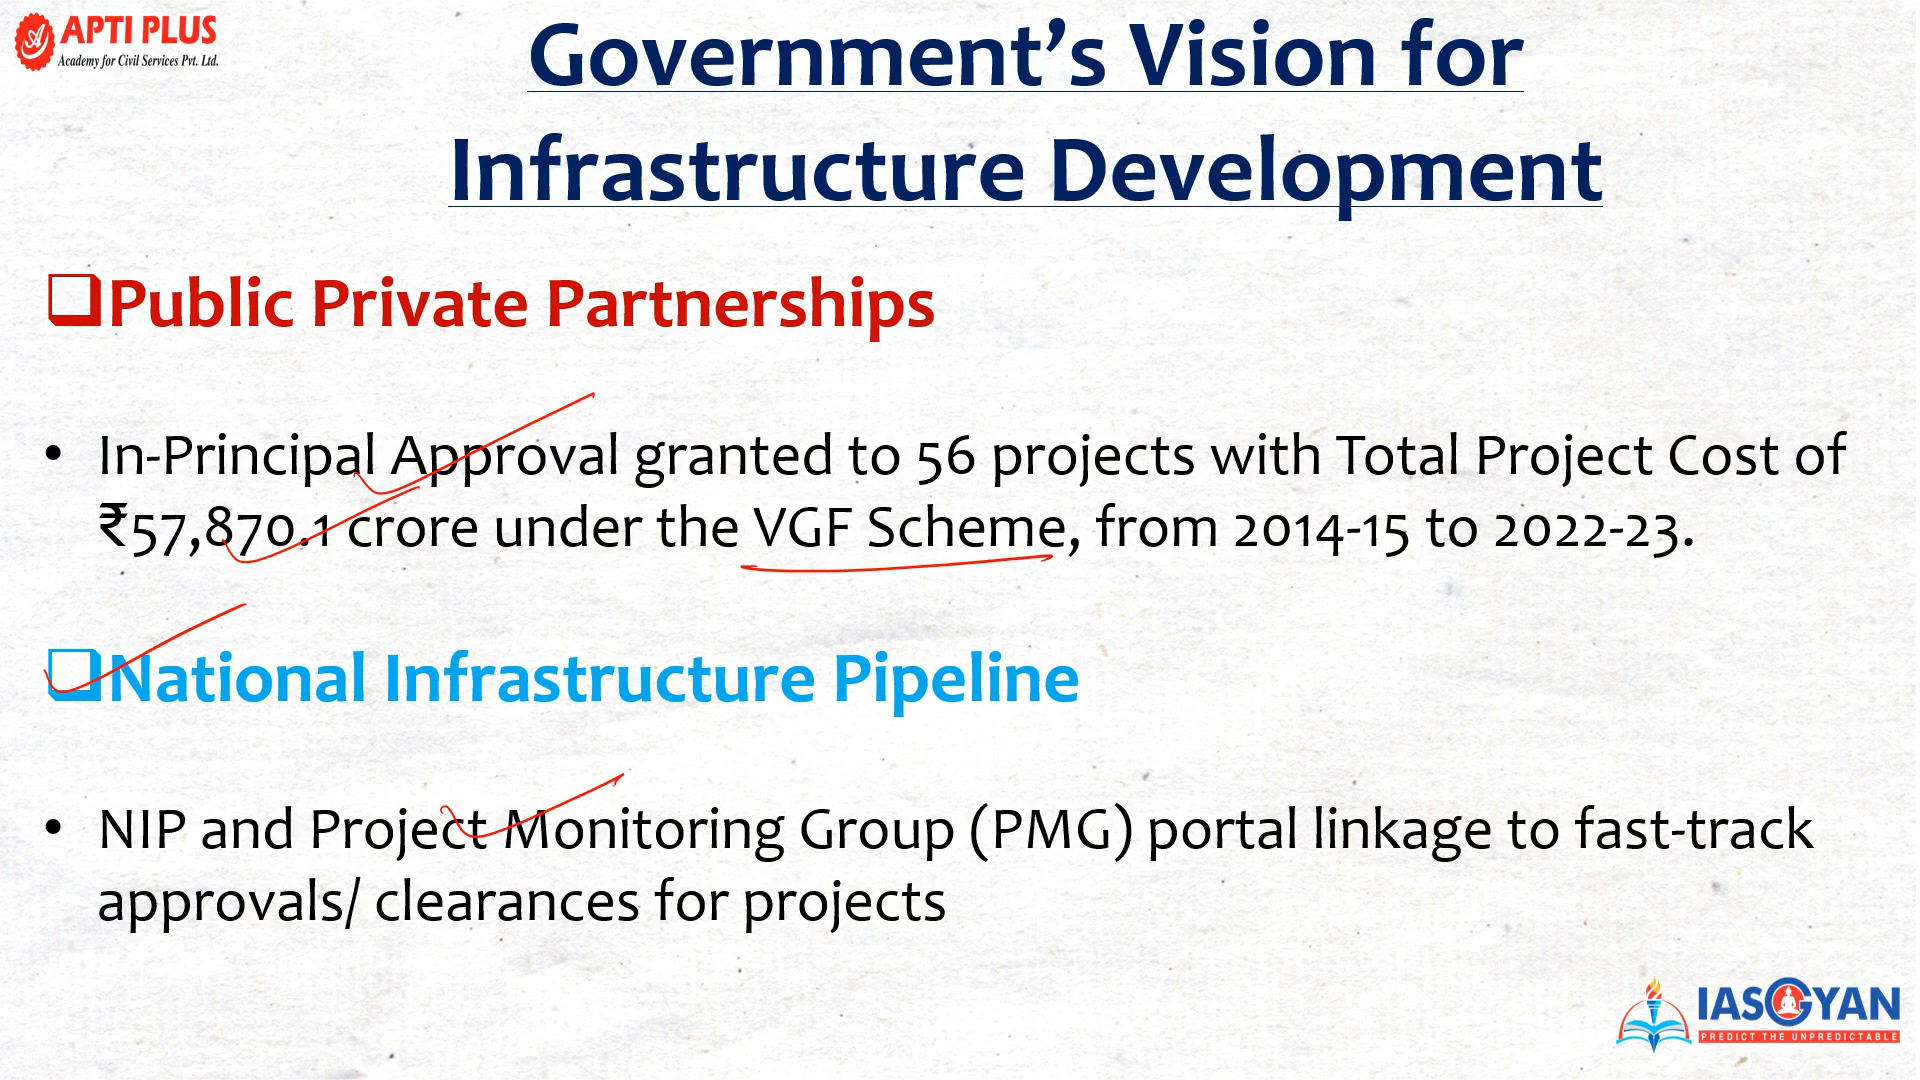 APTI PLUS
Academy for Civil Services Pvt. Ltd.
Government’s Vision for
Infrastructure Development
❑Public Private Partnerships
• In-Principal Approval granted to 56 projects with Total Project Cost of
₹57,870.1 crore under the VGF Scheme, from 2014-15 to 2022-23.
❑National Infrastructure Pipeline
• NIP and Project Monitoring Group (PMG) portal linkage to fast-track
approvals/ clearances for projects
IASGYAN
PREDICT THE UNPREDICTABLE